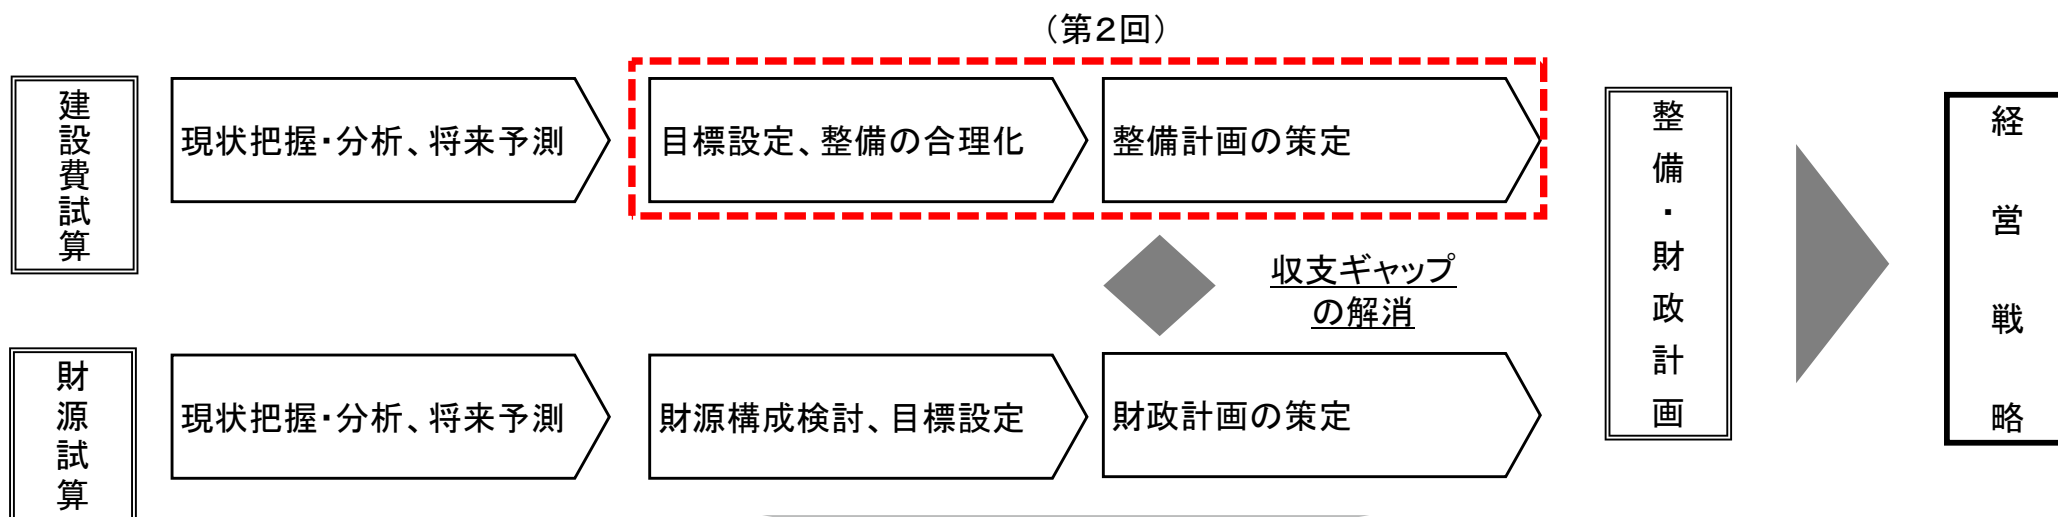 (第2回)
建設費試算
現状把握・分析、将来予測
目標設定、整備の合理化
整備計画の策定
収支ギャップ
の解消
財源試算
現状把握・分析、将来予測
財源構成検討、目標設定
財政計画の策定
整備・財政計画
経営戦略